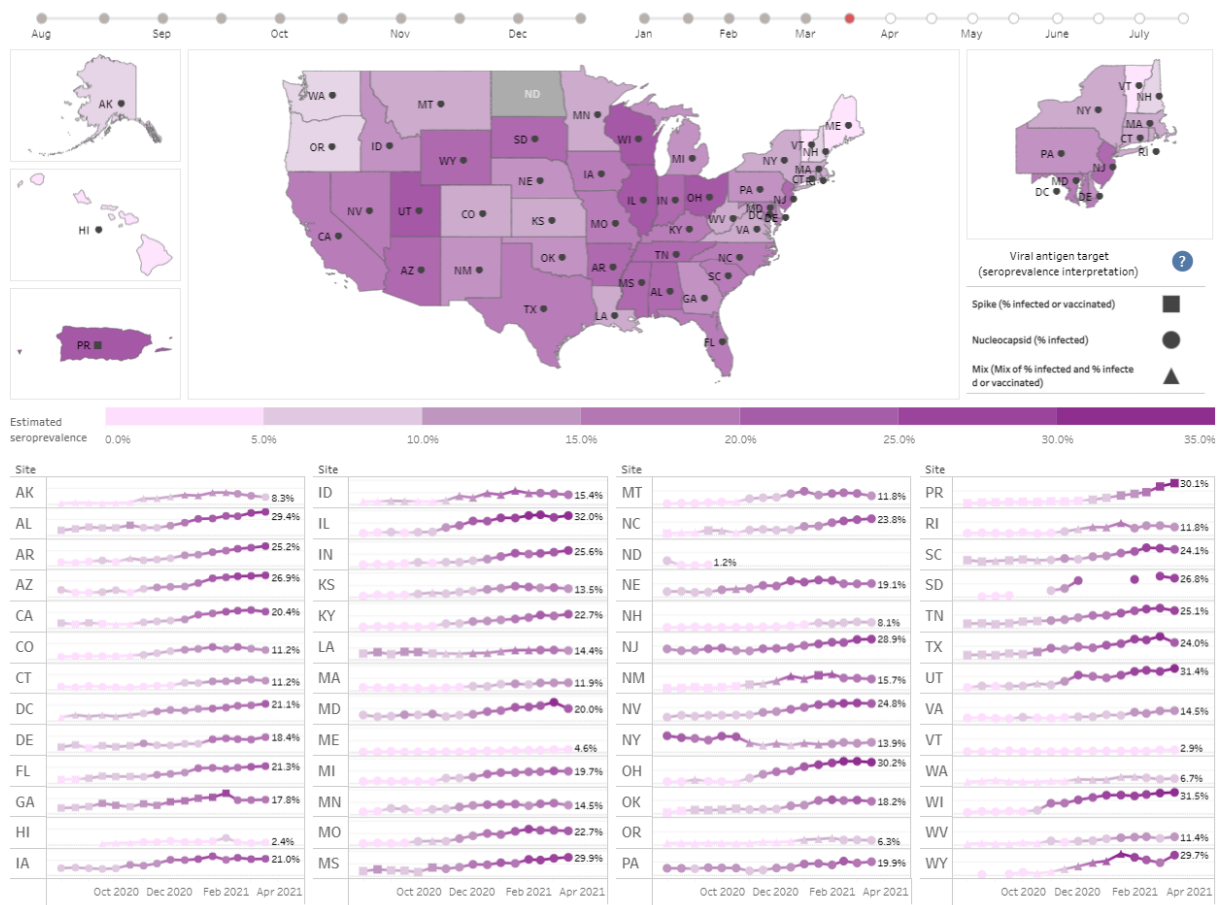 Aug Sep Oct Nov Dec Jan Feb Mar Apr May June July
AK
HI
PR
WA
OR
ID
MT
ND
MN
SD
WY
WI
MI
NE
IA
NV
UT
CO
KS
MO
IL
IN
OH
CA
AZ
NM
OK
AR
TX
LA
MS
AL
GA
TN
KY
WV
VA
NC
SC
FL
PA
NY
ME
VT
NH
MA
CT
RI
NJ
MD
DC
DE
VT
NH
NY
MA
CT
RI
PA
NJ
MD
DC
DE
Viral antigen target
(seroprevalence interpretation)
?
Spike (% infected or vaccinated)
Nucleocapsid (% infected)
Mix (Mix of % infected and % infecte
d or vaccinated)
Estimated
seroprevalence
0.0% 5.0% 10.0% 15.0% 20.0% 25.0% 30.0% 35.0%
Site
AK 8.3%
AL 29.4%
AR 25.2%
AZ 26.9%
CA 20.4%
CO 11.2%
CT 11.2%
DC 21.1%
DE 18.4%
FL 21.3%
GA 17.8%
HI 2.4%
IA 21.0%
Oct 2020 Dec 2020 Feb 2021 Apr 2021
Site
ID 15.4%
IL 32.0%
IN 25.6%
KS 13.5%
KY 22.7%
LA 14.4%
MA 11.9%
MD 20.0%
ME 4.6%
MI 19.7%
MN 14.5%
MO 22.7%
MS 29.9%
Oct 2020 Dec 2020 Feb 2021 Apr 2021
Site
MT 11.8%
NC 23.8%
ND 1.2%
NE 19.1%
NH 8.1%
NJ 28.9%
NM 15.7%
NV 24.8%
NY 13.9%
OH 30.2%
OK 18.2%
OR 6.3%
PA 19.9%
Oct 2020 Dec 2020 Feb 2021 Apr 2021
Site
PR 30.1%
RI 11.8%
SC 24.1%
SD 26.8%
TN 25.1%
TX 24.0%
UT 31.4%
VA 14.5%
VT 2.9%
WA 6.7%
WI 31.5%
WV 11.4%
WY 29.7%
Oct 2020 Dec 2020 Feb 2021 Apr 2021